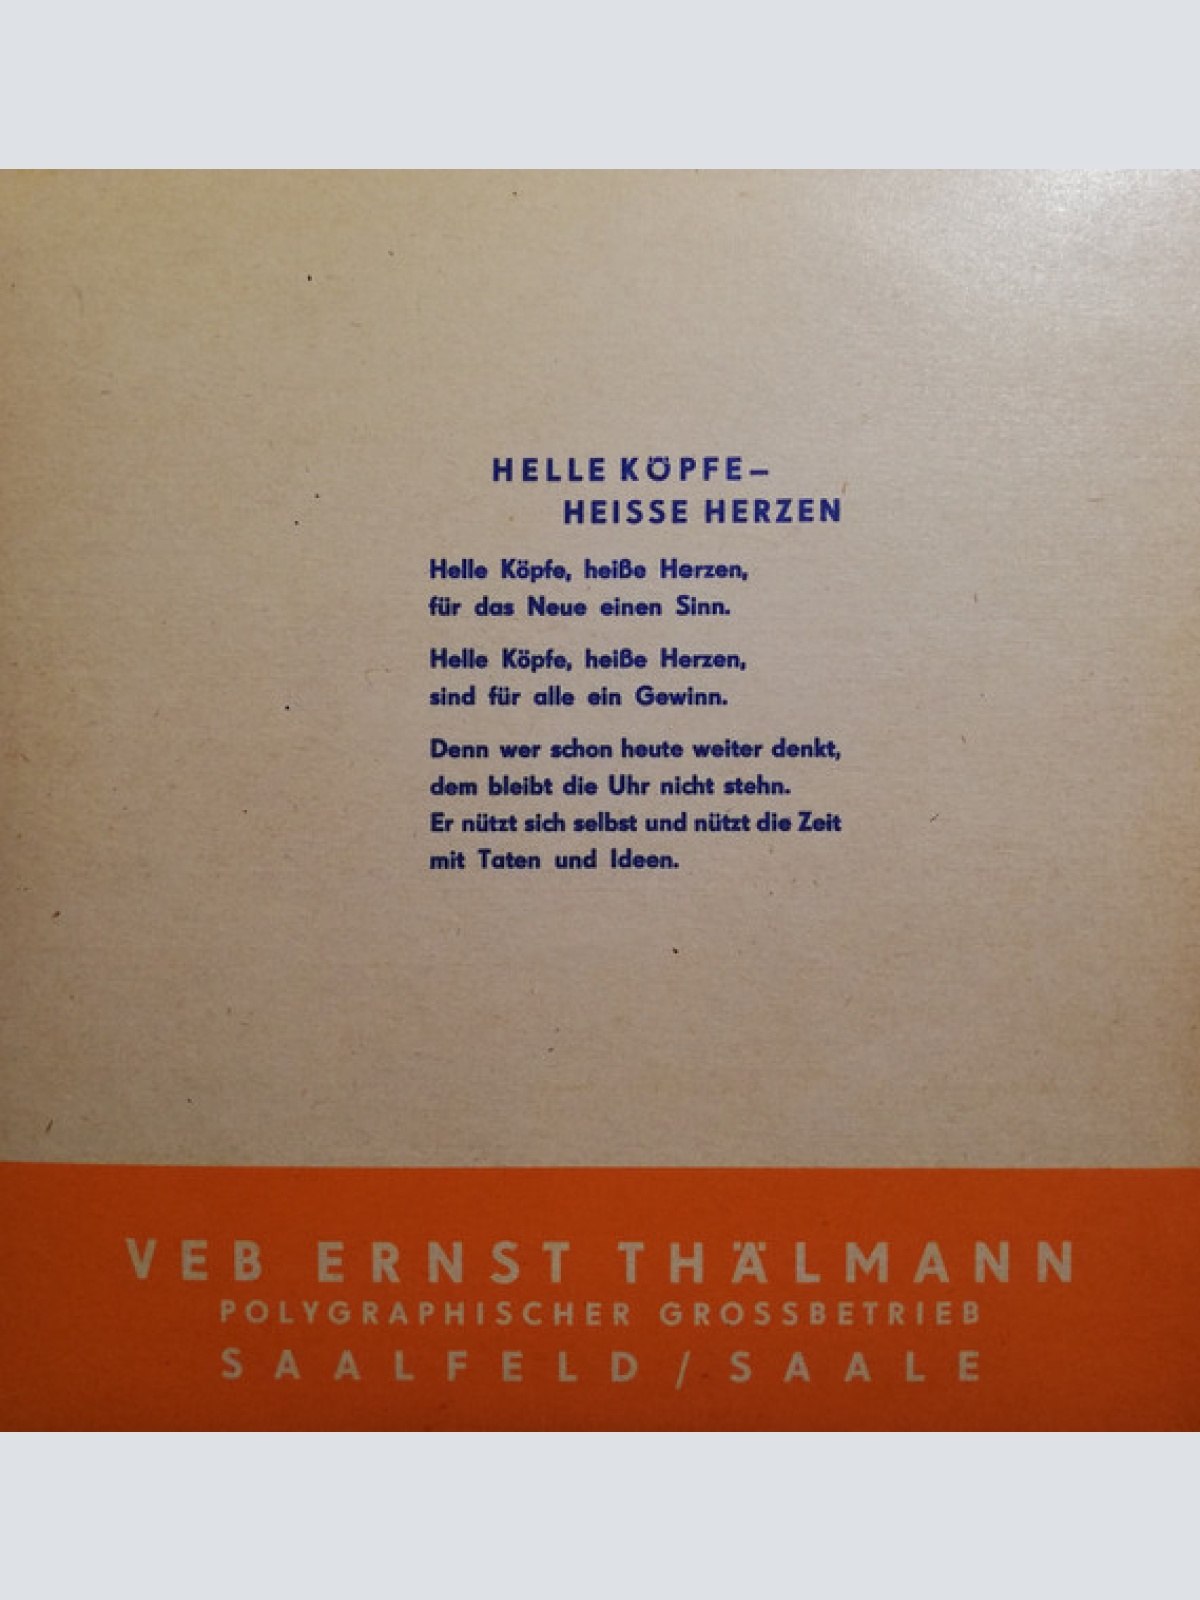 HELLE KÖPFE –
HEISSE HERZEN
Helle Köpfe, heiße Herzen,
für das Neue einen Sinn.
Helle Köpfe, heiße Herzen,
sind für alle ein Gewinn.
Denn wer schon heute weiter denkt,
dem bleibt die Uhr nicht stehn.
Er nützt sich selbst und nützt die Zeit
mit Taten und Ideen.
VEB ERNST THÄLMANN
POLYGRAPHISCHER GROSSBETRIEB
SAALFELD / SAALE